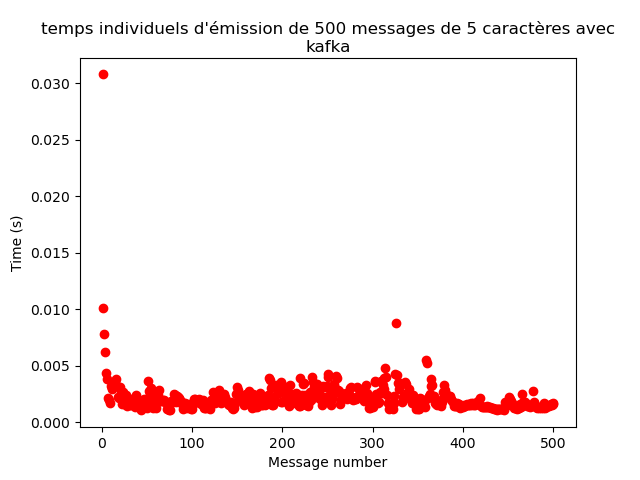 temps individuels d'émission de 500 messages de 5 caractères avec
kafka
0.030
0.025
0.020
0.015
0.010
0.005
0.000
Time (s)
0 100 200 300 400 500
Message number